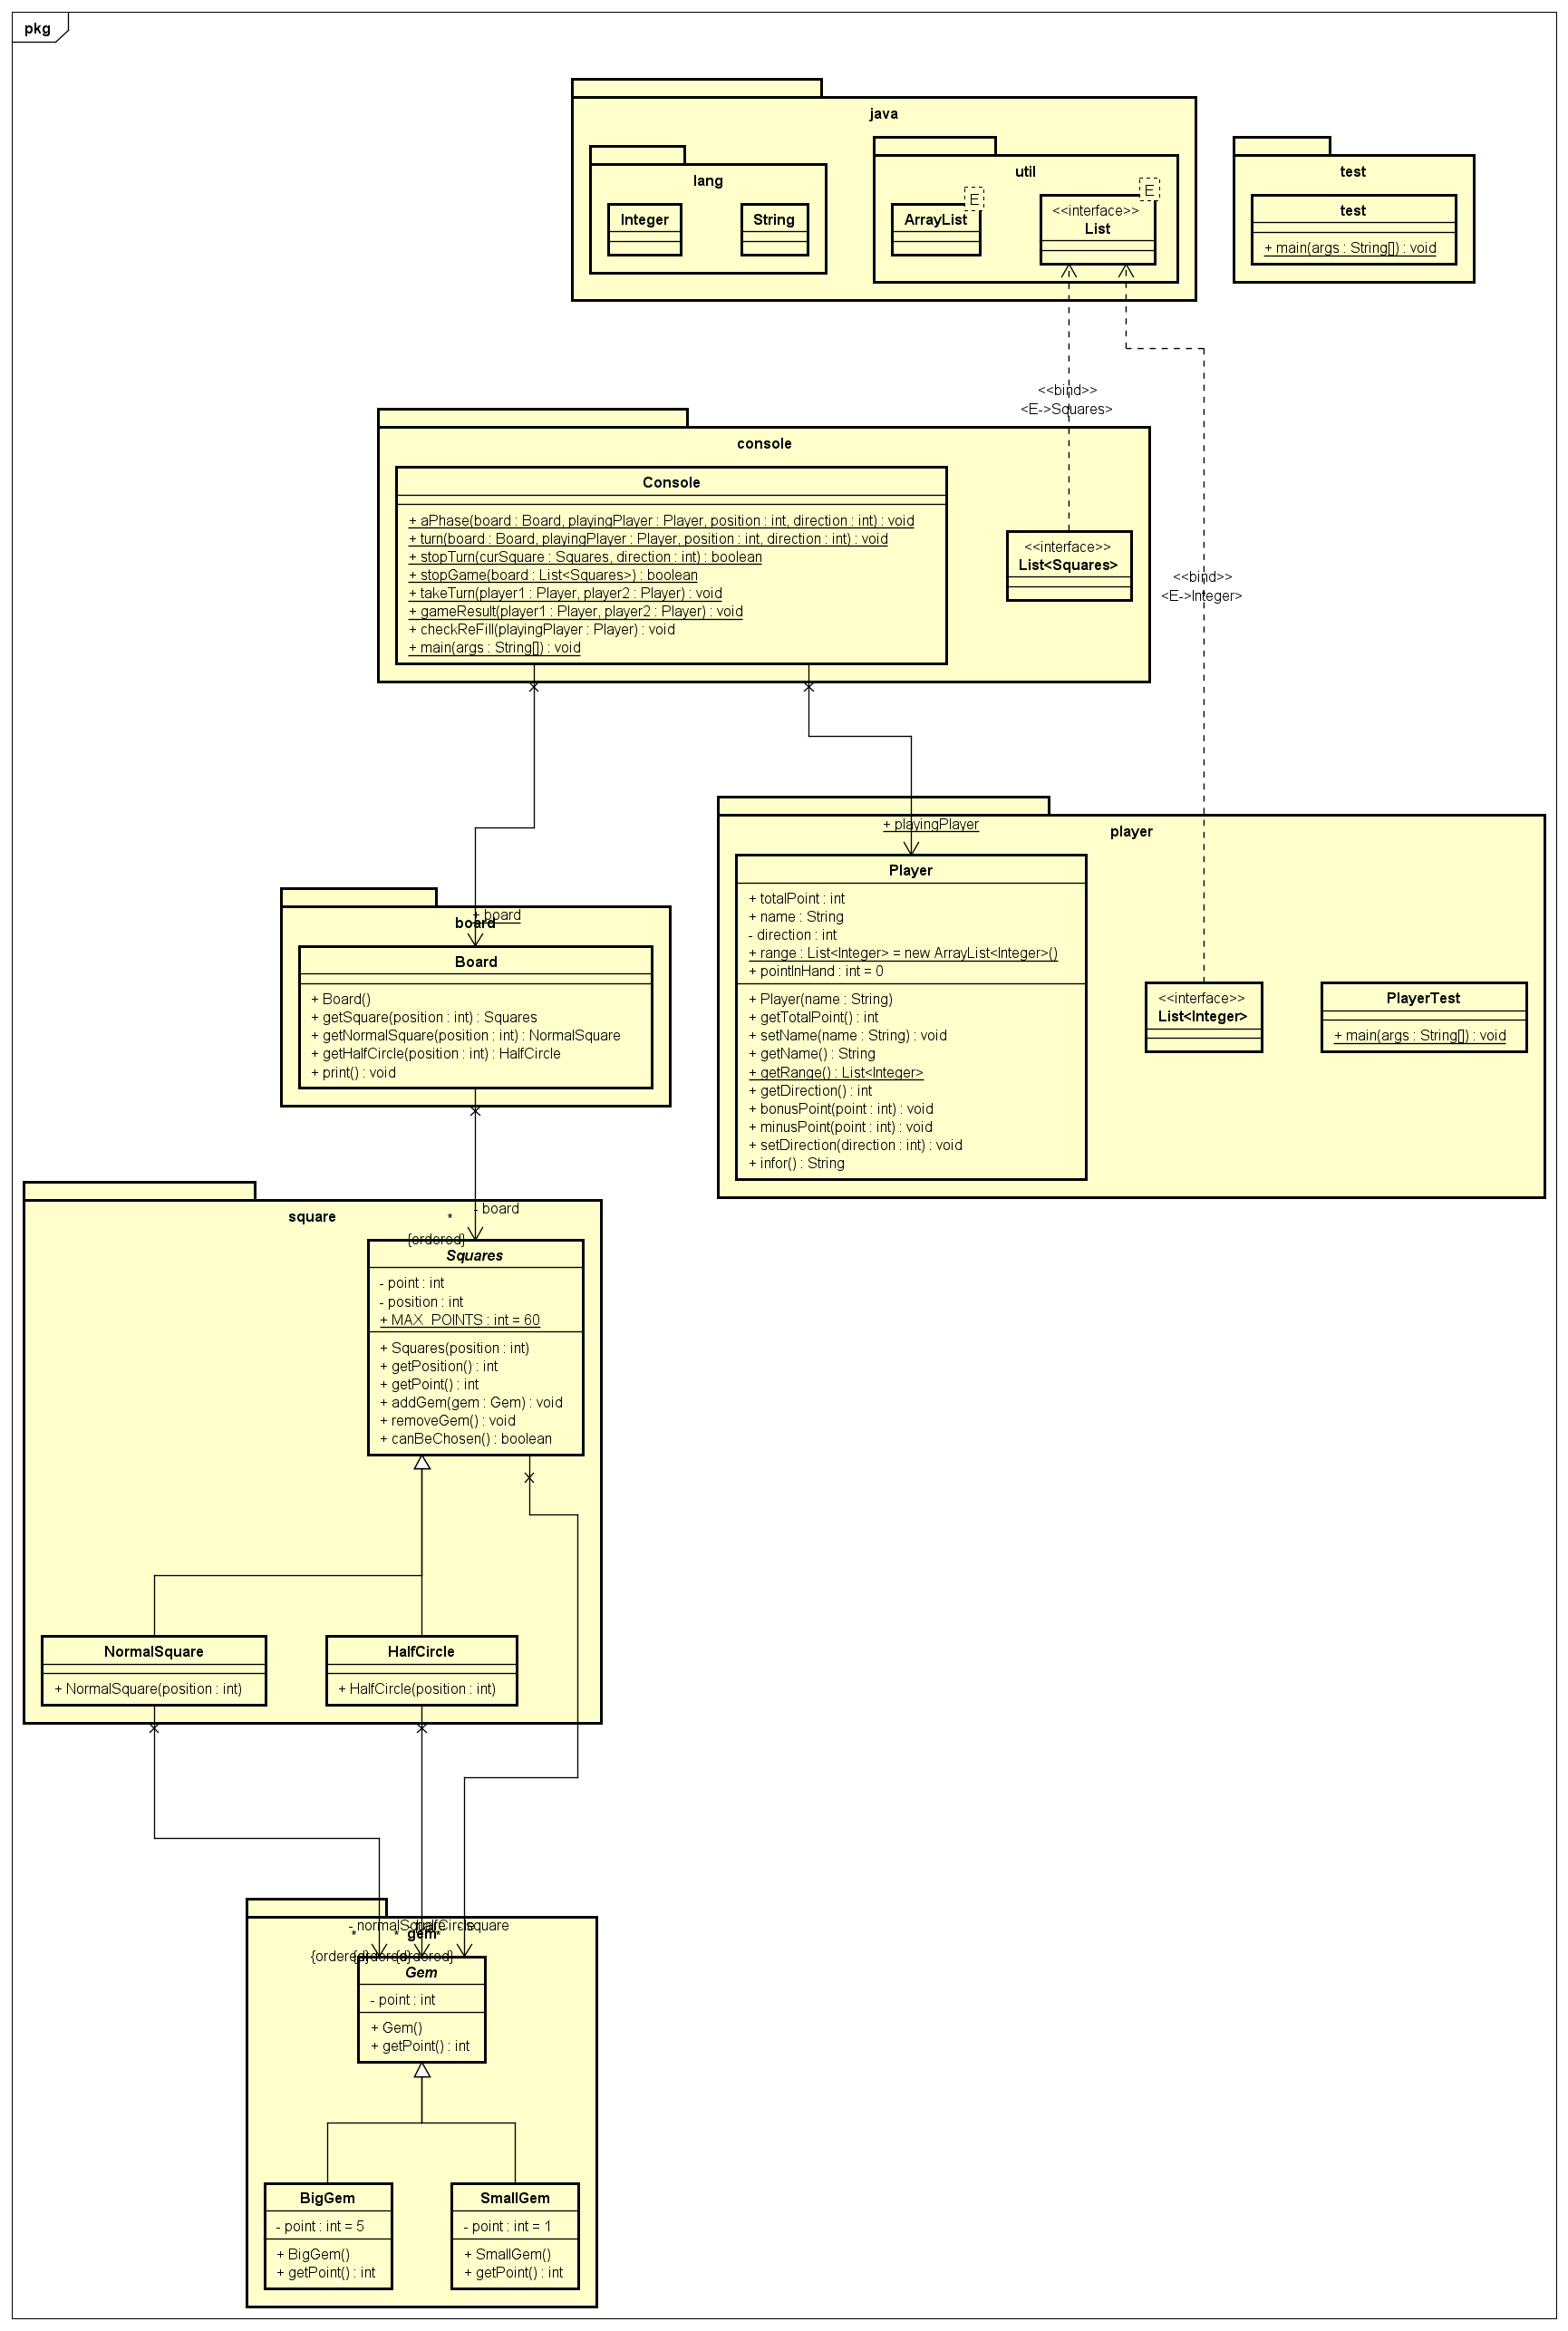 pkg
java
lang
Integer
String
util
E
ArrayList
E
<<interface>>
List
test
test
+ main(args : String[]) : void
<<bind>>
<E->Squares>
console
Console
+ aPhase(board : Board, playingPlayer : Player, position : int, direction : int) : void
+ turn(board : Board, playingPlayer : Player, position : int, direction : int) : void
+ stopTurn(curSquare : Squares, direction : int) : boolean
+ stopGame(board : List<Squares>) : boolean
+ takeTurn(player1 : Player, player2 : Player) : void
+ gameResult(player1 : Player, player2 : Player) : void
+ checkReFill(playingPlayer : Player) : void
+ main(args : String[]) : void
<<interface>>
List<Squares>
<<bind>>
<E->Integer>
+ playingPlayer
player
Player
+ totalPoint : int
+ name : String
- direction : int
+ range : List<Integer> = new ArrayList<Integer>()
+ pointInHand : int = 0
+ Player(name : String)
+ getTotalPoint() : int
+ setName(name : String) : void
+ getName() : String
+ getRange() : List<Integer>
+ getDirection() : int
+ bonusPoint(point : int) : void
+ minusPoint(point : int) : void
+ setDirection(direction : int) : void
+ infor() : String
<<interface>>
List<Integer>
PlayerTest
+ main(args : String[]) : void
+ board
board
Board
+ Board()
+ getSquare(position : int) : Squares
+ getNormalSquare(position : int) : NormalSquare
+ getHalfCircle(position : int) : HalfCircle
+ print() : void
square
- board
*
{ordered}
Squares
- point : int
- position : int
+ MAX_POINTS : int = 60
+ Squares(position : int)
+ getPosition() : int
+ getPoint() : int
+ addGem(gem : Gem) : void
+ removeGem() : void
+ canBeChosen() : boolean
NormalSquare
+ NormalSquare(position : int)
HalfCircle
+ HalfCircle(position : int)
- normalSquare
- halfCircle
- square
gem
*
*
*
{ordered}
{ordered}
{ordered}
Gem
- point : int
+ Gem()
+ getPoint() : int
BigGem
- point : int = 5
+ BigGem()
+ getPoint() : int
SmallGem
- point : int = 1
+ SmallGem()
+ getPoint() : int